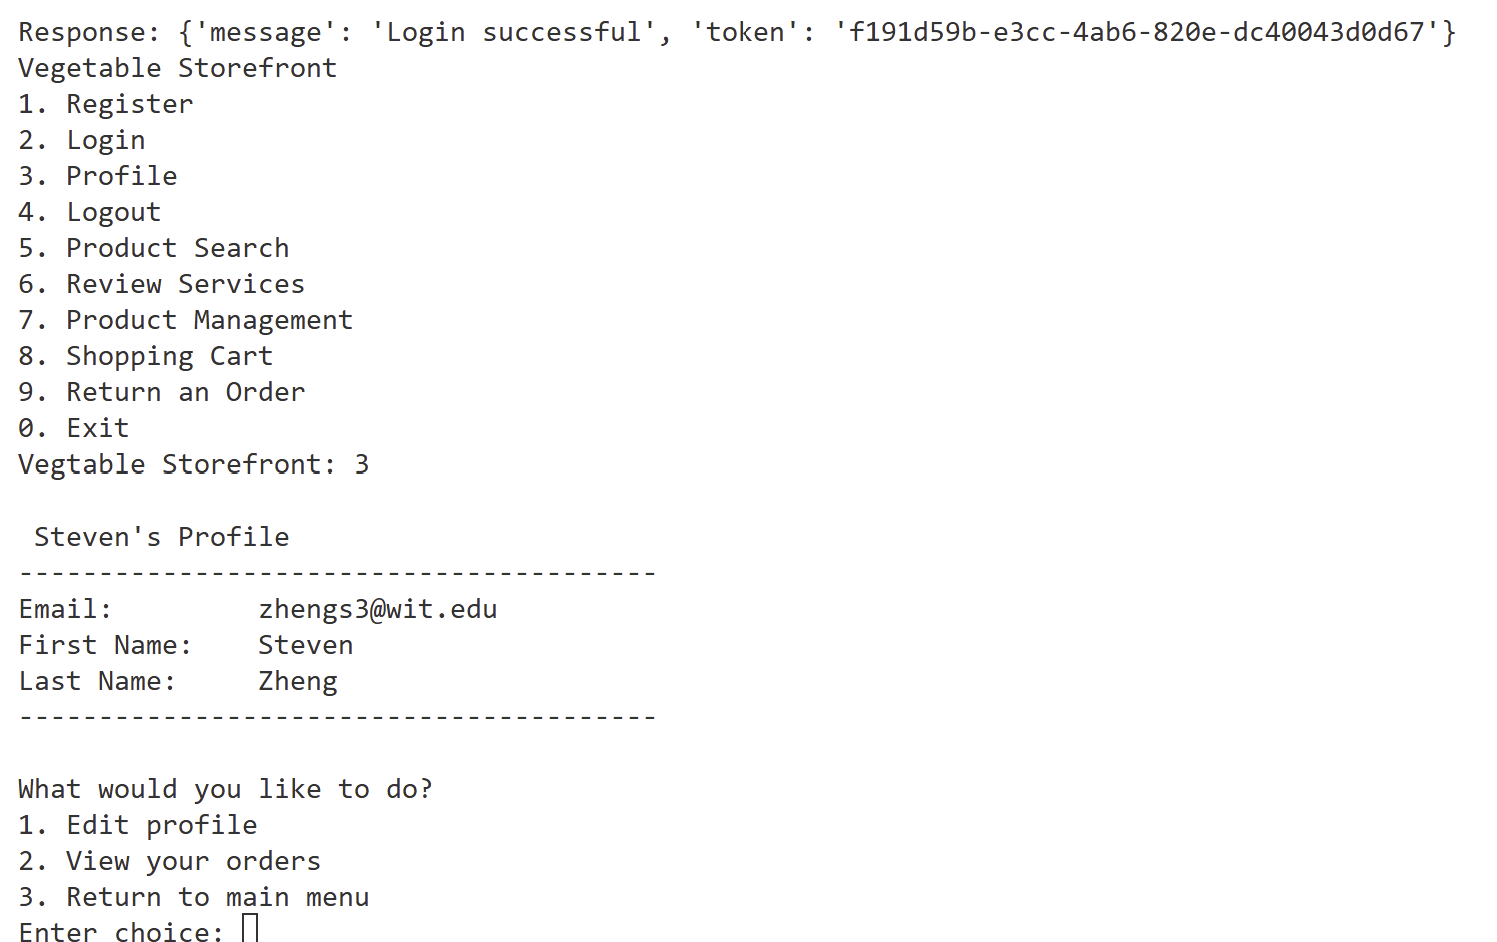 Response: {'message': 'Login successful', 'token': 'f191d59b-e3cc-4ab6-820e-dc40043d0d67'}
Vegetable Storefront
1. Register
2. Login
3. Profile
4. Logout
5. Product Search
6. Review Services
7. Product Management
8. Shopping Cart
9. Return an Order
0. Exit
Vegtable Storefront: 3
Steven's Profile
----------------------------------------
Email: zhengs3@wit.edu
First Name: Steven
Last Name: Zheng
----------------------------------------
What would you like to do?
1. Edit profile
2. View your orders
3. Return to main menu
Enter choice: